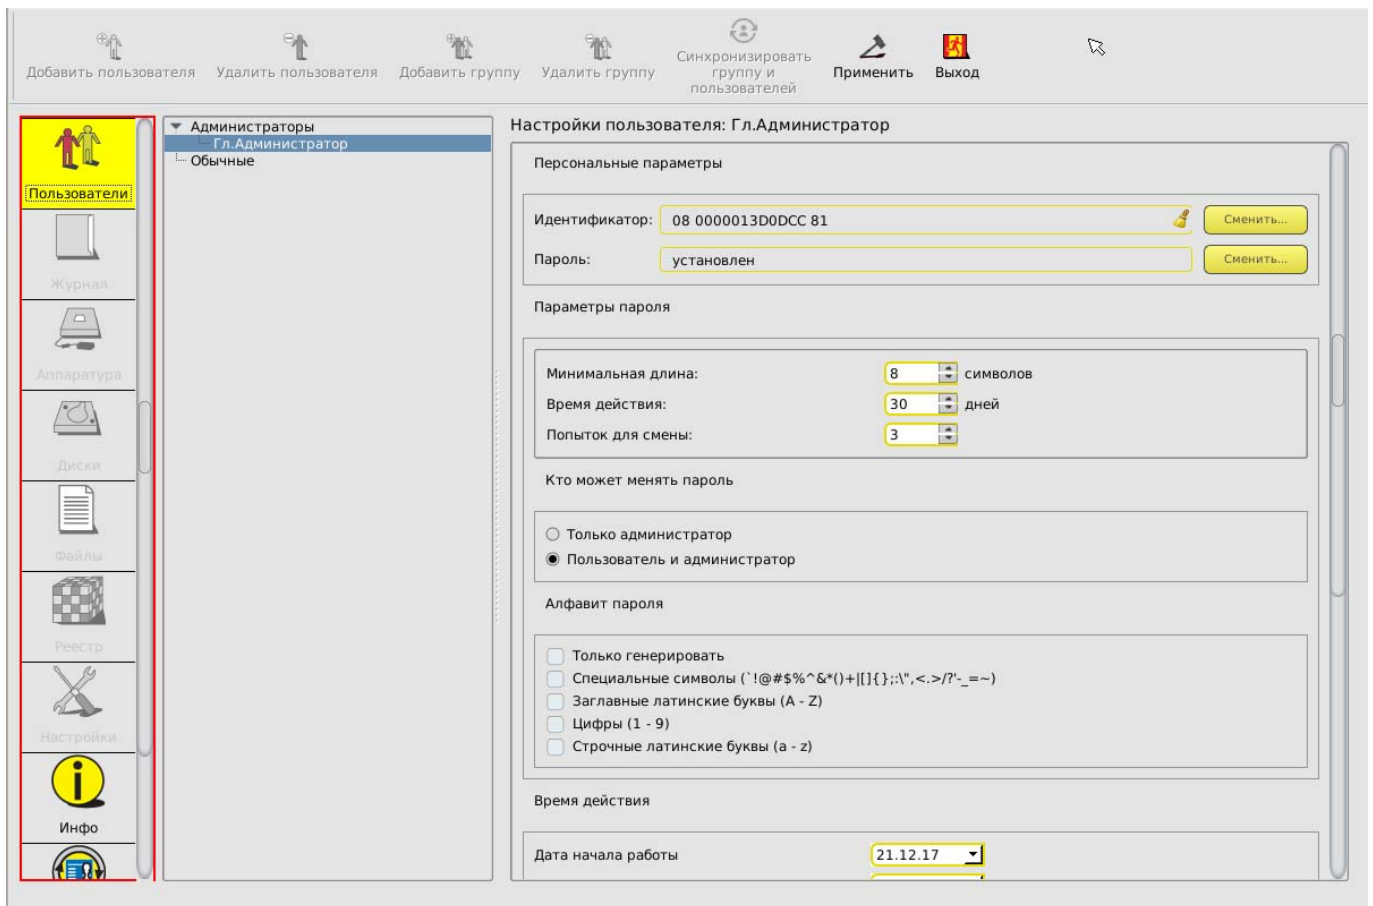 Добавить пользователя
Удалить пользователя
Добавить группу
Удалить группу
Синхронизировать
группу и
пользователей
Применить
Выход
Пользователи
Журнал
Аппаратура
Диски
Файлы
Реестр
Настройки
Инфо
Администраторы
Гл.Администратор
Обычные
Настройки пользователя: Гл.Администратор
Персональные параметры
Идентификатор: 08 0000013D0DCC 81 Сменить...
Пароль: установлен Сменить...
Параметры пароля
Минимальная длина: 8 символов
Время действия: 30 дней
Попыток для смены: 3
Кто может менять пароль
Только администратор
Пользователь и администратор
Алфавит пароля
Только генерировать
Специальные символы (`!@#$%^&*()+|[]{};:\",<.>/?'-_=~)
Заглавные латинские буквы (A - Z)
Цифры (1 - 9)
Строчные латинские буквы (a - z)
Время действия
Дата начала работы 21.12.17